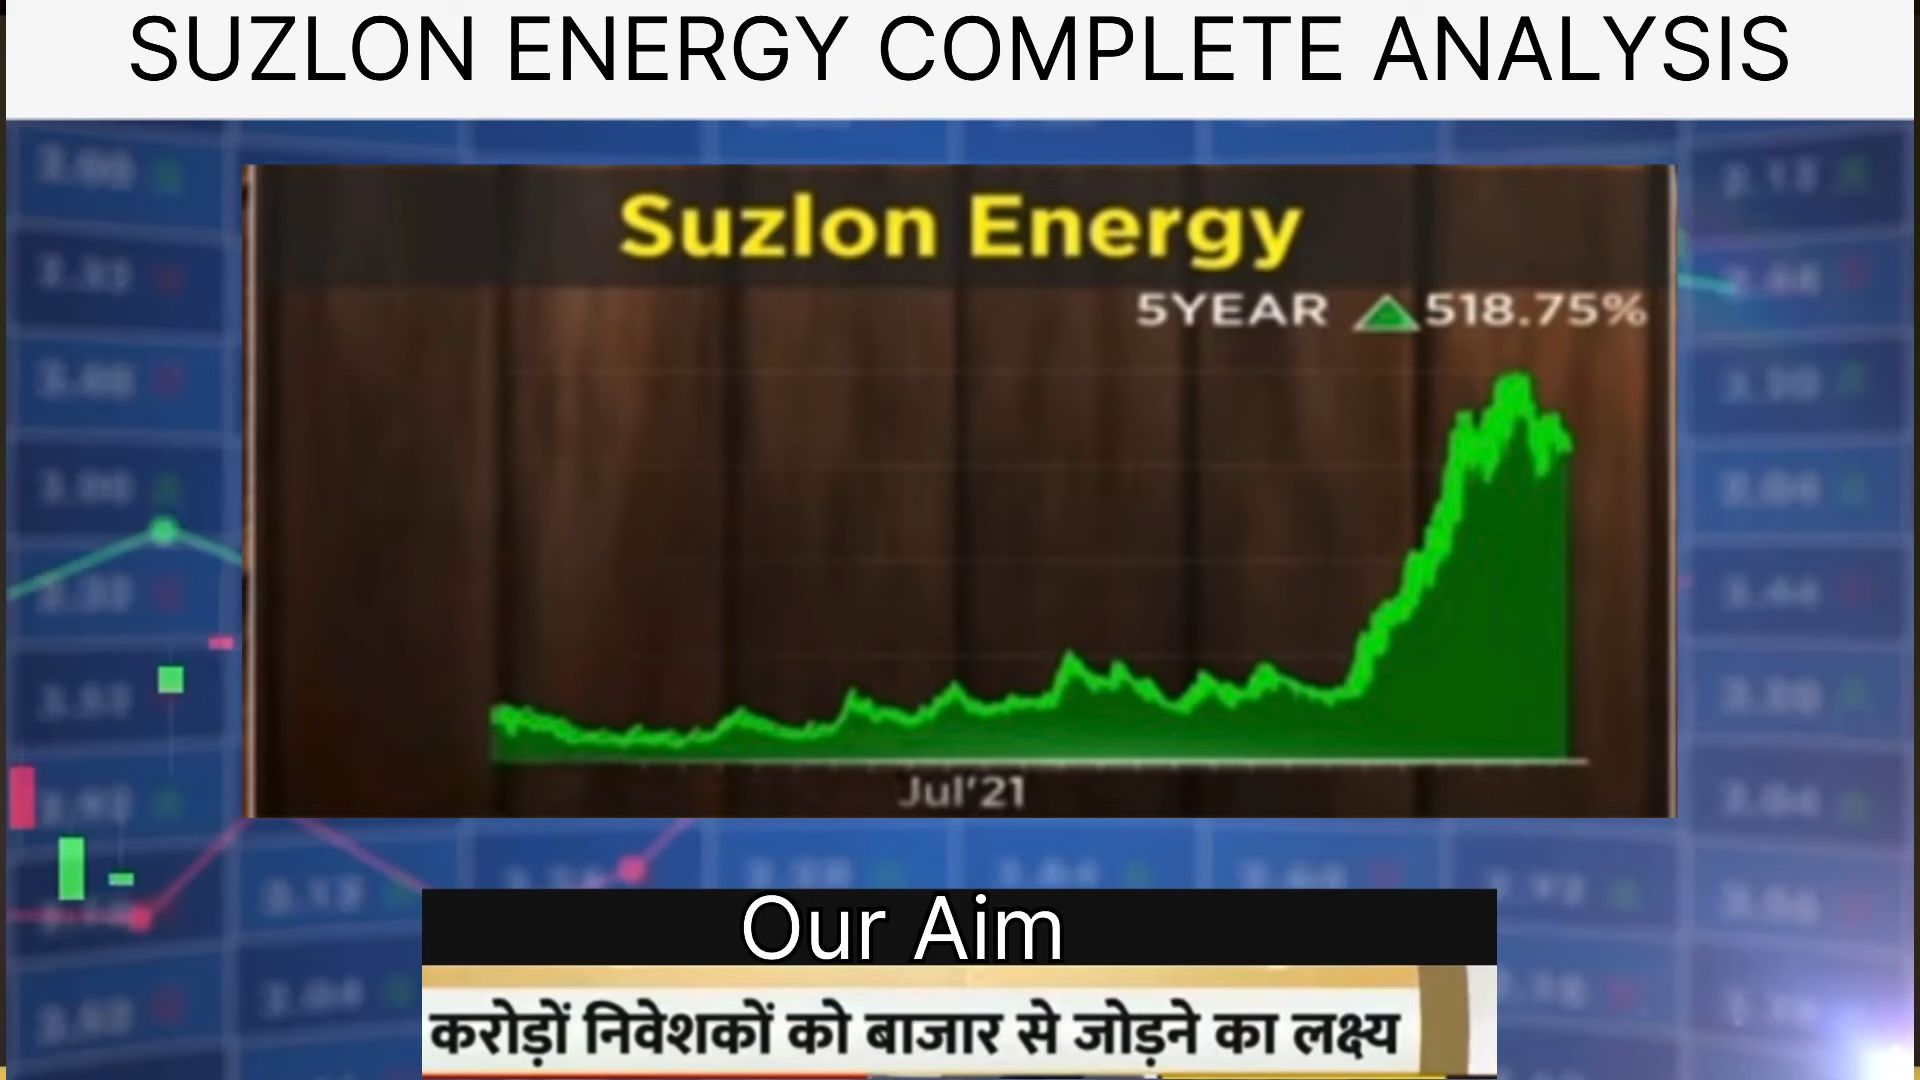 SUZLON ENERGY COMPLETE ANALYSIS
Suzlon Energy
5YEAR ▲518.75%
Jul'21
Our Aim
करोड़ों निवेशकों को बाजार से जोड़ने का लक्ष्य